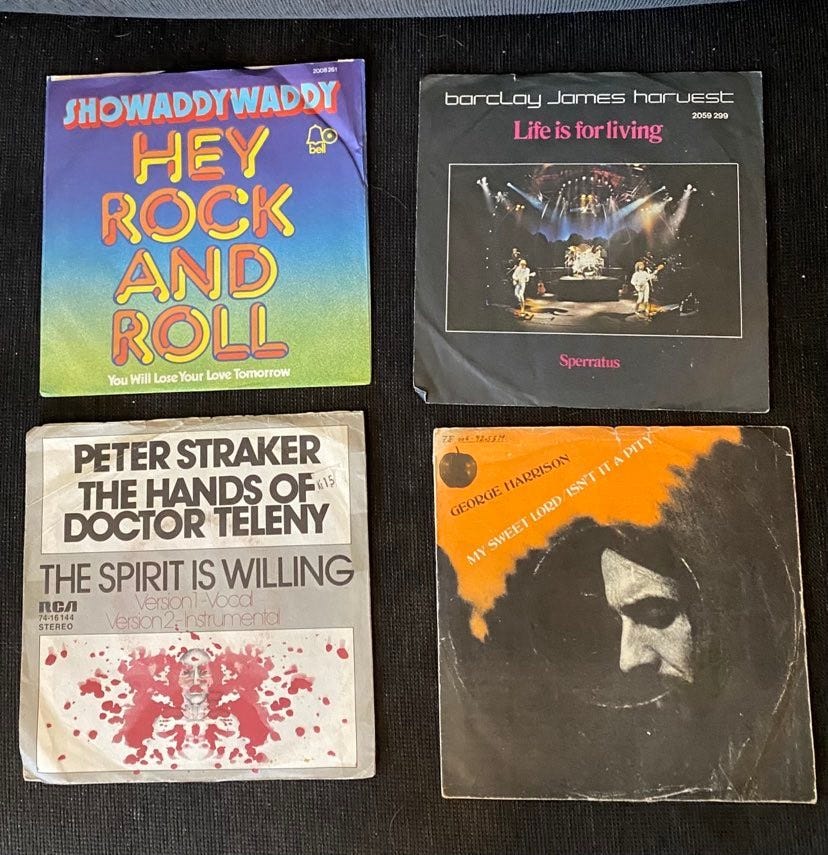 2008 261
SHOWADDYWADDY
HEY
ROCK
AND
ROLL
bell
You Will Lose Your Love Tomorrow
barclay James harvest
2059 299
Life is for living
Sperratus
PETER STRAKER
THE HANDS OF
DOCTOR TELENY
THE SPIRIT IS WILLING
Version 1 - Vocal
Version 2 - Instrumental
RCA
74-16144
STEREO
GEORGE HARRISON
MY SWEET LORD / ISN'T IT A PITY